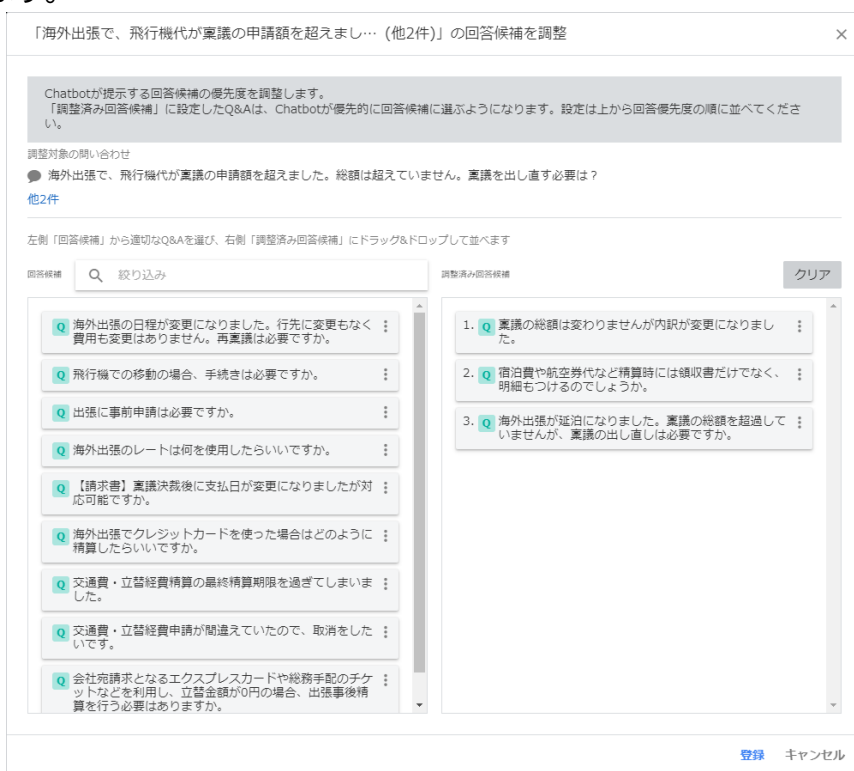 す。
「海外出張で、飛行機代が稟議の申請額を超えまし… (他2件)」の回答候補を調整
Chatbotが提示する回答候補の優先度を調整します。
「調整済み回答候補」に設定したQ&Aは、Chatbotが優先的に回答候補に選ぶようになります。設定は上から回答優先度の順に並べてくださ
い。
調整対象の問い合わせ
海外出張で、飛行機代が稟議の申請額を超えました。総額は超えていません。稟議を出し直す必要は？
他2件
左側「回答候補」から適切なQ&Aを選び、右側「調整済み回答候補」にドラッグ&ドロップして並べます
回答候補
絞り込み
Q 海外出張の日程が変更になりました。行先に変更もなく
費用も変更はありません。再稟議は必要ですか。
Q 飛行機での移動の場合、手続きは必要ですか。
Q 出張に事前申請は必要ですか。
Q 海外出張のレートは何を使用したらいいですか。
Q 【請求書】稟議決裁後に支払日が変更になりましたが対
応可能ですか。
Q 海外出張でクレジットカードを使った場合はどのように
精算したらいいですか。
Q 交通費・立替経費精算の最終精算期限を過ぎてしまいま
した。
Q 交通費・立替経費申請が間違えていたので、取消をした
いです。
Q 会社宛請求となるエクスプレスカードや総務手配のチケ
ットなどを利用し、立替金額が0円の場合、出張事後精
算を行う必要はありますか。
調整済み回答候補
クリア
1. Q 稟議の総額は変わりませんが内訳が変更になりまし
た。
2. Q 宿泊費や航空券代など精算時には領収書だけでなく、
明細もつけるのでしょうか。
3. Q 海外出張が延泊になりました。稟議の総額を超過して
いませんが、稟議の出し直しは必要ですか。
登録
キャンセル